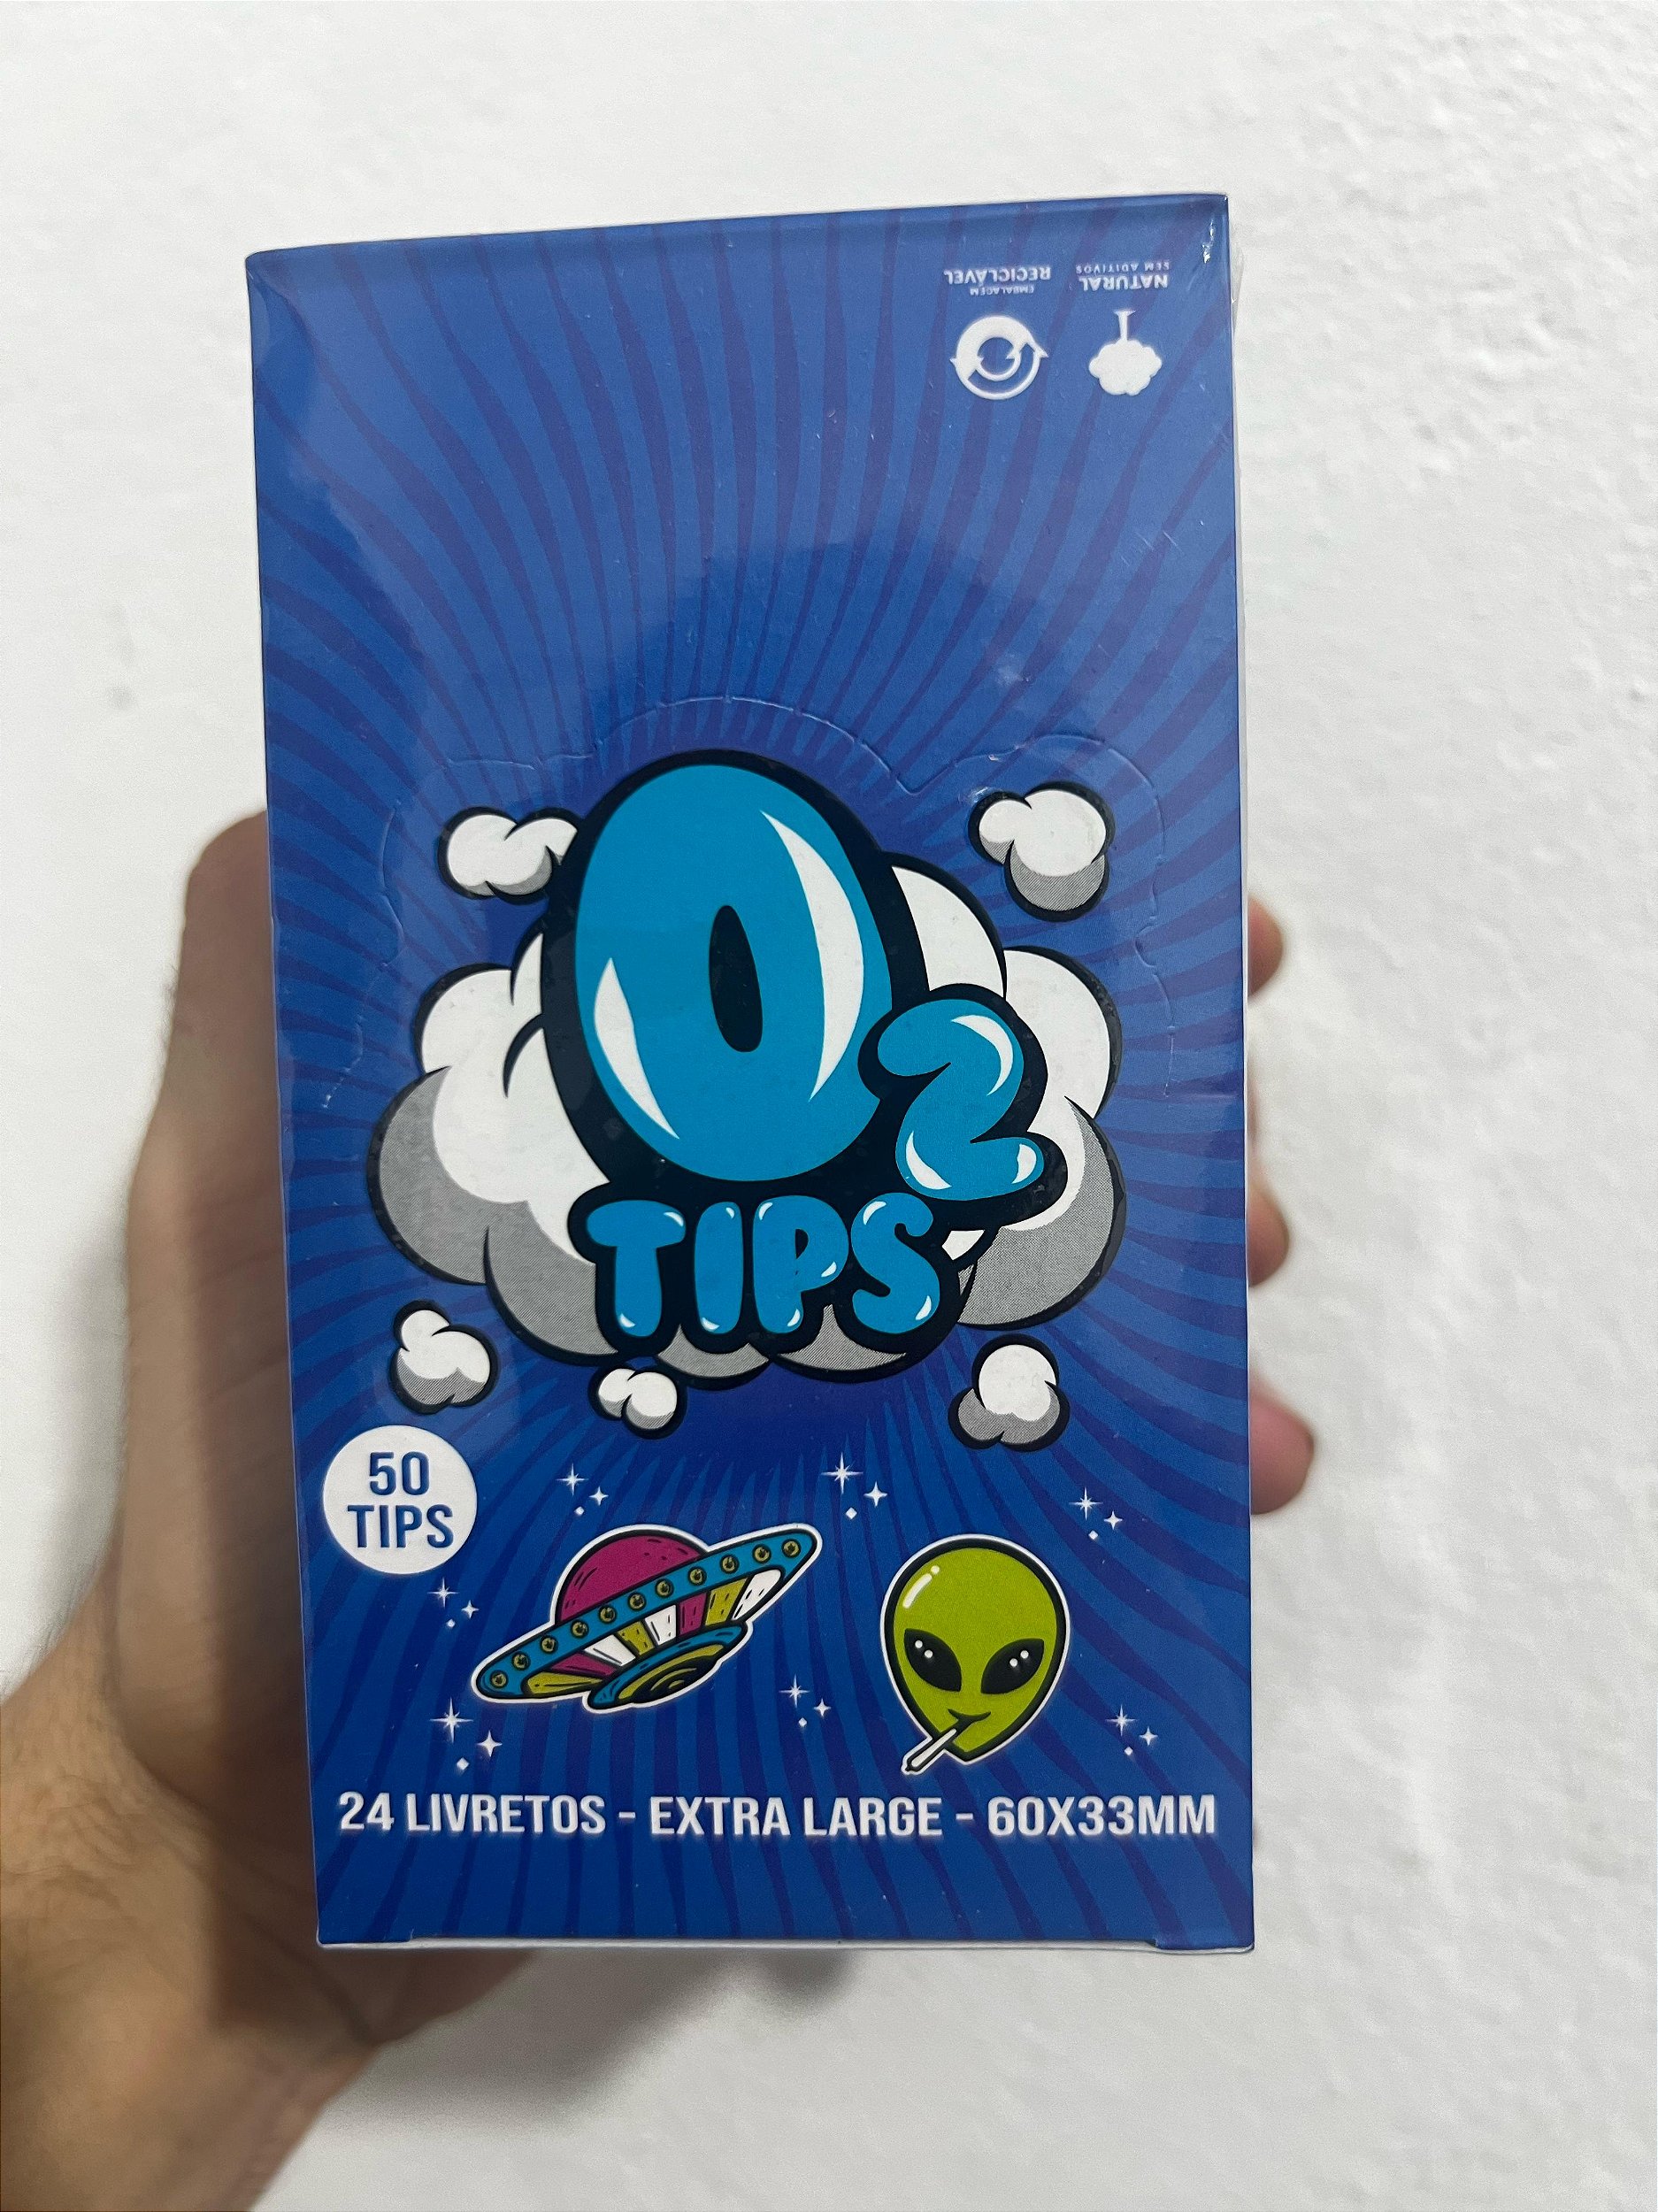 EMBALAGEM
RECICLÁVEL
NATURAL
SEM ADITIVOS
O2
TIPS
50
TIPS
24 LIVRETOS - EXTRA LARGE - 60X33MM